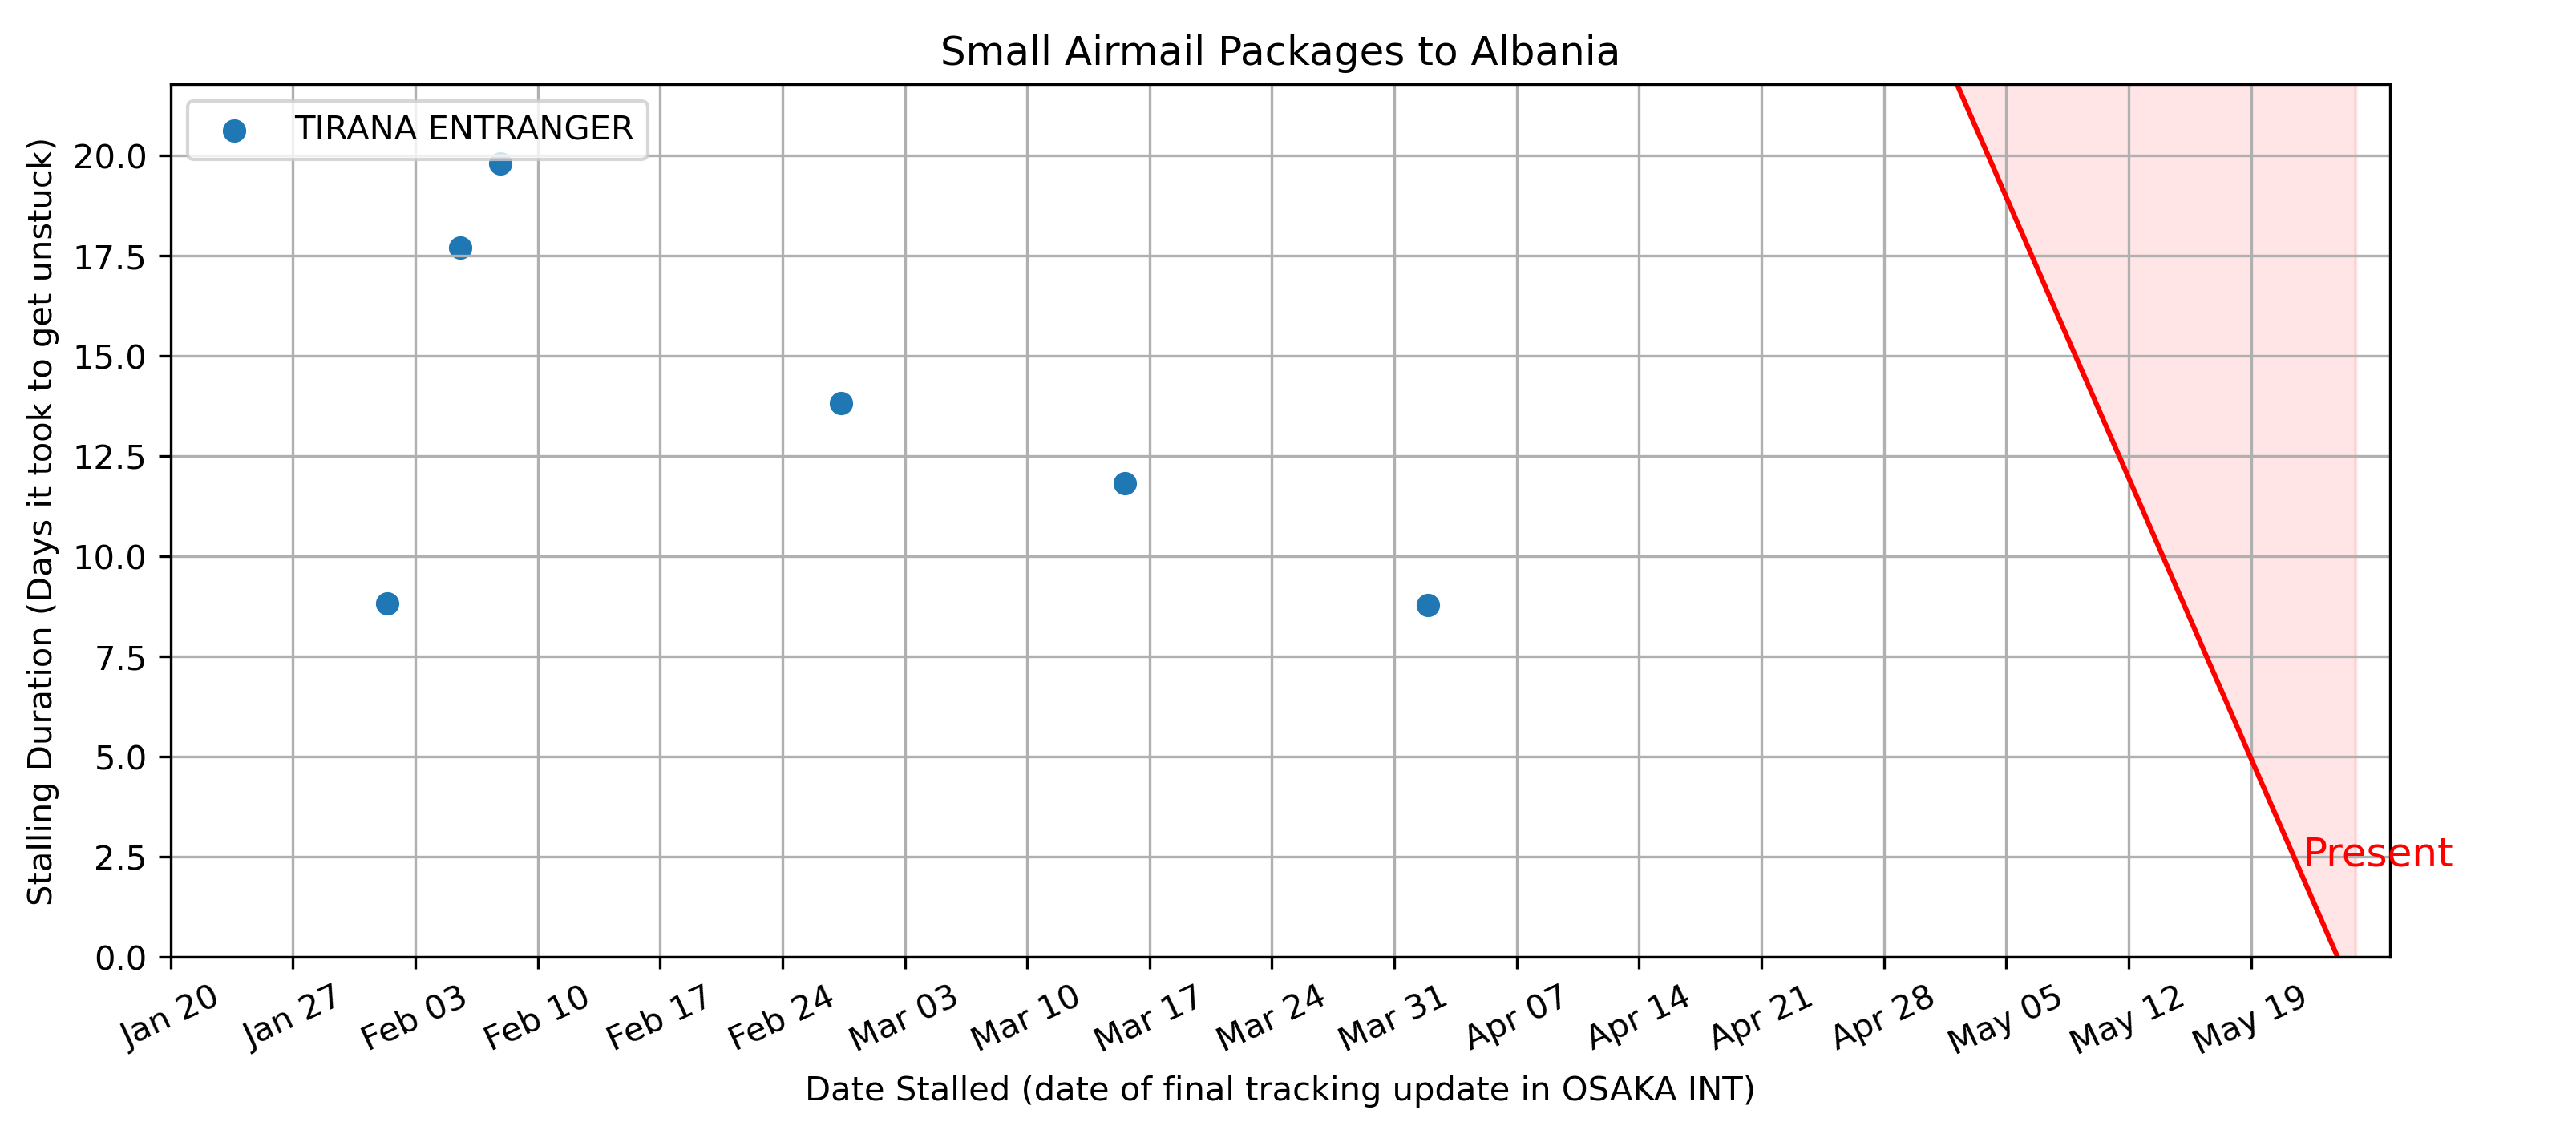 Small Airmail Packages to Albania
TIRANA ENTRANGER
Stalling Duration (Days it took to get unstuck)
20.0
17.5
15.0
12.5
10.0
7.5
5.0
2.5
0.0
Present
Jan 20
Jan 27
Feb 03
Feb 10
Feb 17
Feb 24
Mar 03
Mar 10
Mar 17
Mar 24
Mar 31
Apr 07
Apr 14
Apr 21
Apr 28
May 05
May 12
May 19
Date Stalled (date of final tracking update in OSAKA INT)